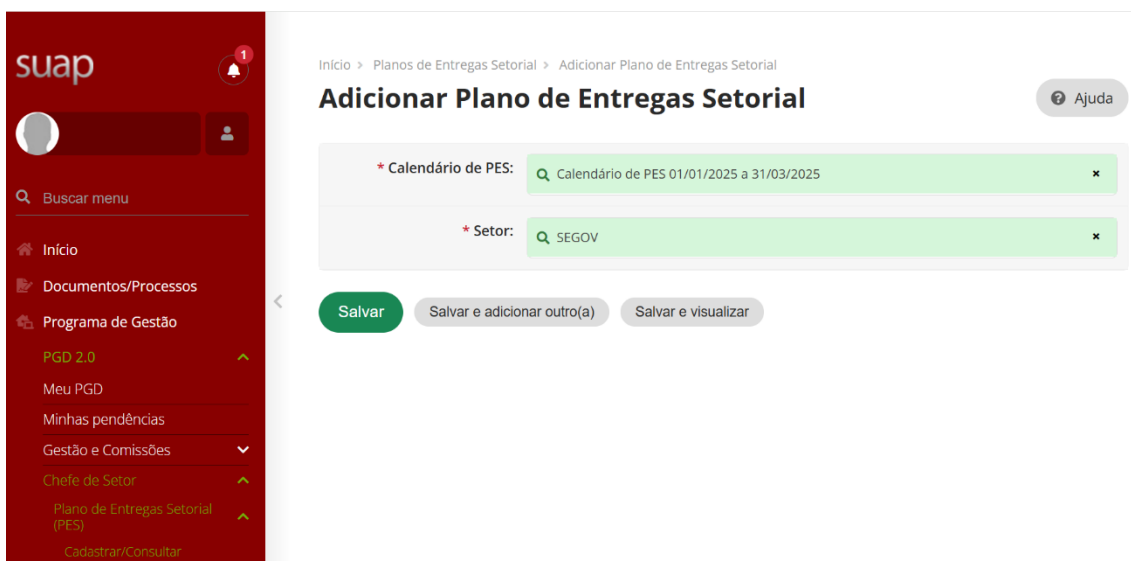 suap
1
Buscar menu
Início
Documentos/Processos
Programa de Gestão
PGD 2.0
Meu PGD
Minhas pendências
Gestão e Comissões
Chefe de Setor
Plano de Entregas Setorial
(PES)
Cadastrar/Consultar
Início > Planos de Entregas Setorial > Adicionar Plano de Entregas Setorial
Adicionar Plano de Entregas Setorial
Ajuda
* Calendário de PES:
Calendário de PES 01/01/2025 a 31/03/2025
* Setor:
SEGOV
Salvar
Salvar e adicionar outro(a)
Salvar e visualizar